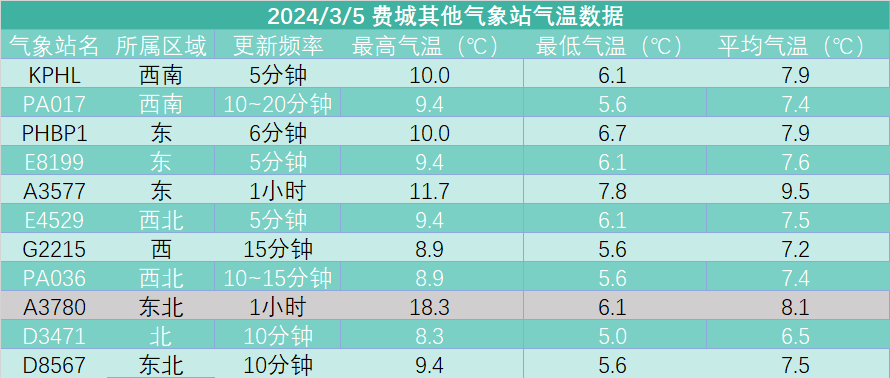 2024/3/5 费城其他气象站气温数据
气象站名 所属区域 更新频率 最高气温（℃） 最低气温（℃） 平均气温（℃）
KPHL 西南 5分钟 10.0 6.1 7.9
PA017 西南 10~20分钟 9.4 5.6 7.4
PHBP1 东 6分钟 10.0 6.7 7.9
E8199 东 5分钟 9.4 6.1 7.6
A3577 东 1小时 11.7 7.8 9.5
E4529 西北 5分钟 9.4 6.1 7.5
G2215 西 15分钟 8.9 5.6 7.2
PA036 西北 10~15分钟 8.9 5.6 7.4
A3780 东北 1小时 18.3 6.1 8.1
D3471 北 10分钟 8.3 5.0 6.5
D8567 东北 10分钟 9.4 5.6 7.5